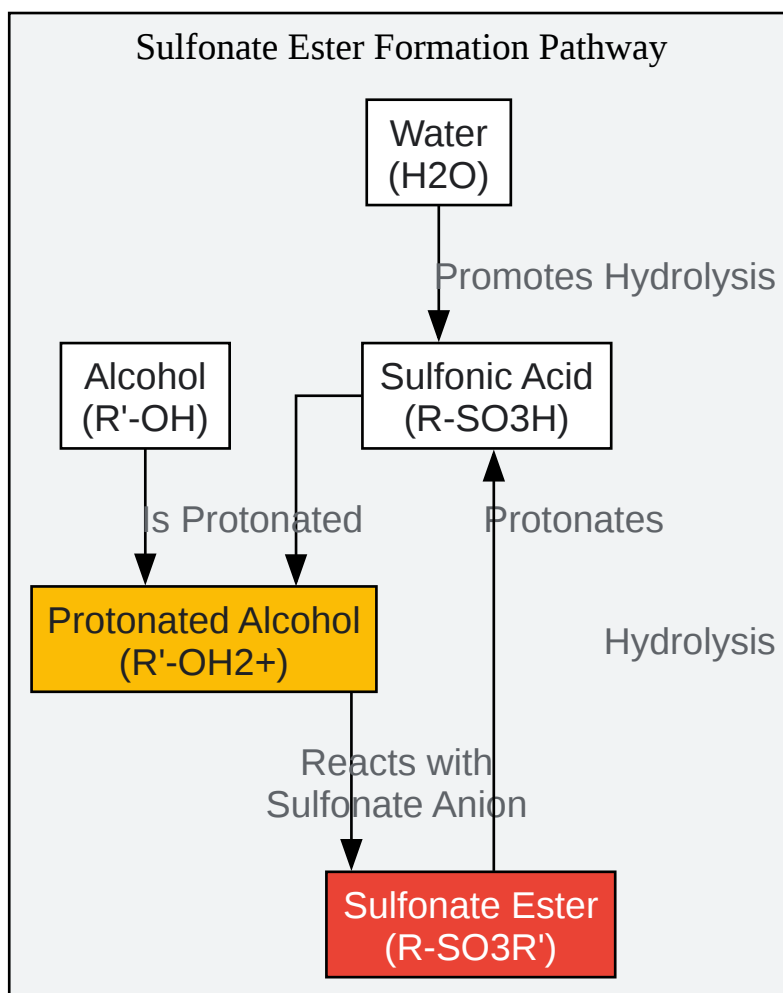 Sulfonate Ester Formation Pathway
Water
(H2O)
Promotes Hydrolysis
Alcohol
(R'-OH)
Sulfonic Acid
(R-SO3H)
Is Protonated
Protonates
Protonated Alcohol
(R'-OH2+)
Hydrolysis
Reacts with
Sulfonate Anion
Sulfonate Ester
(R-SO3R')